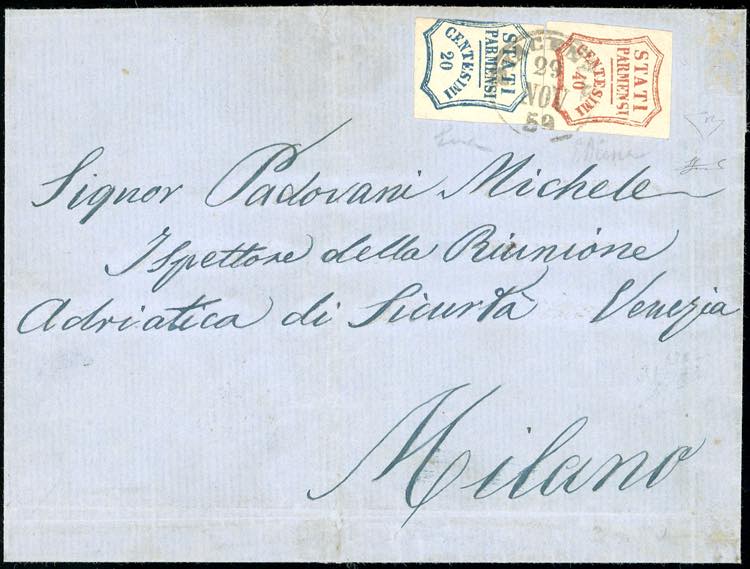 STATI
PARMENSI
CENTESIMI
20
STATI
PARMENSI
CENTESIMI
40
29
NOV
59
Signor Padovani Michele
Ispettore della Riunione
Adriatica di Sicurtà Venezia
Milano